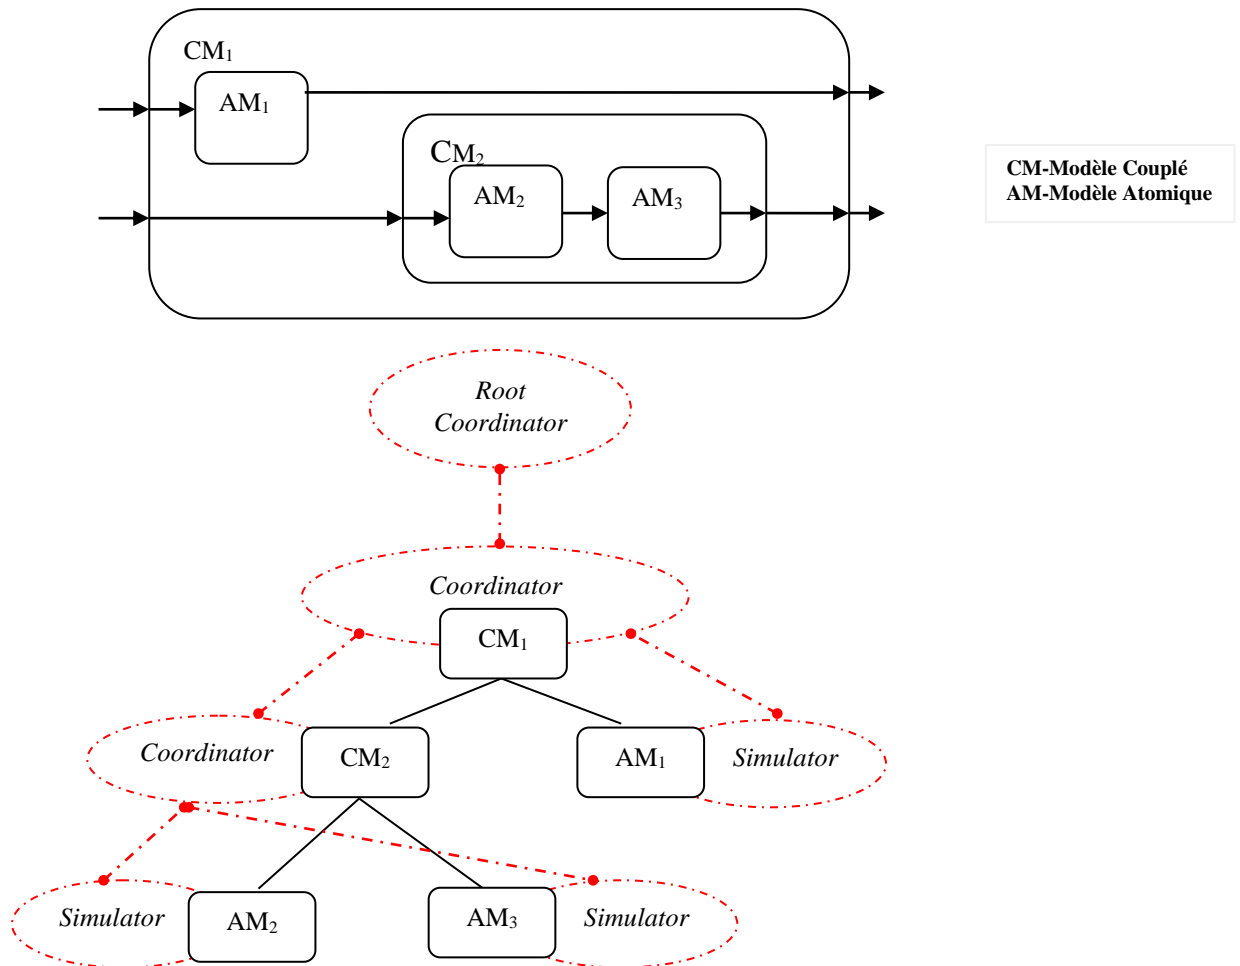 CM₁
AM₁
CM₂
AM₂
AM₃
CM-Modèle Couplé
AM-Modèle Atomique
Root
Coordinator
Coordinator
CM₁
Coordinator
CM₂
AM₁
Simulator
Simulator
AM₂
AM₃
Simulator